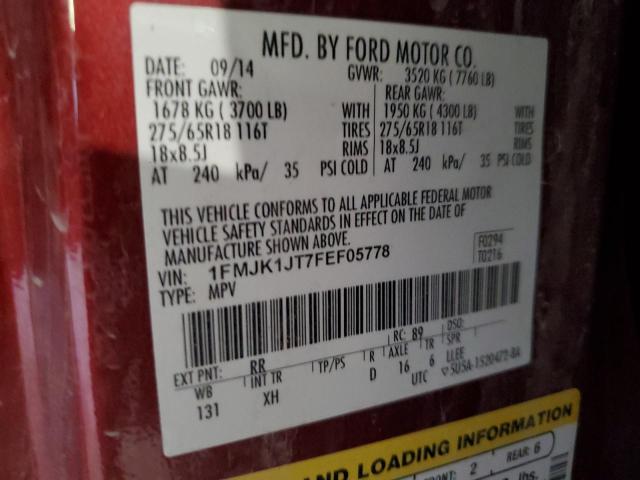 MFD. BY FORD MOTOR CO.
DATE: 09/14 GVWR: 3520 KG ( 7760 LB)
FRONT GAWR: REAR GAWR:
1678 KG ( 3700 LB) WITH 1950 KG ( 4300 LB) WITH
275/65R18 116T TIRES 275/65R18 116T TIRES
18x8.5J RIMS 18x8.5J RIMS
AT 240 kPa/ 35 PSI COLD AT 240 kPa/ 35 PSI COLD
THIS VEHICLE CONFORMS TO ALL APPLICABLE FEDERAL MOTOR
VEHICLE SAFETY STANDARDS IN EFFECT ON THE DATE OF
MANUFACTURE SHOWN ABOVE.
VIN: 1FMJK1JT7FEF05778 F0294
TYPE: MPV T0216
EXT PNT: RR RC: 89 DSO:
WB INT TR TP/PS R AXLE TR SPR
131 XH D 16 6 LLEE
UTC 5U5A-1520472-BA
AND LOADING INFORMATION
FRONT: 2 REAR: 6
lbs.